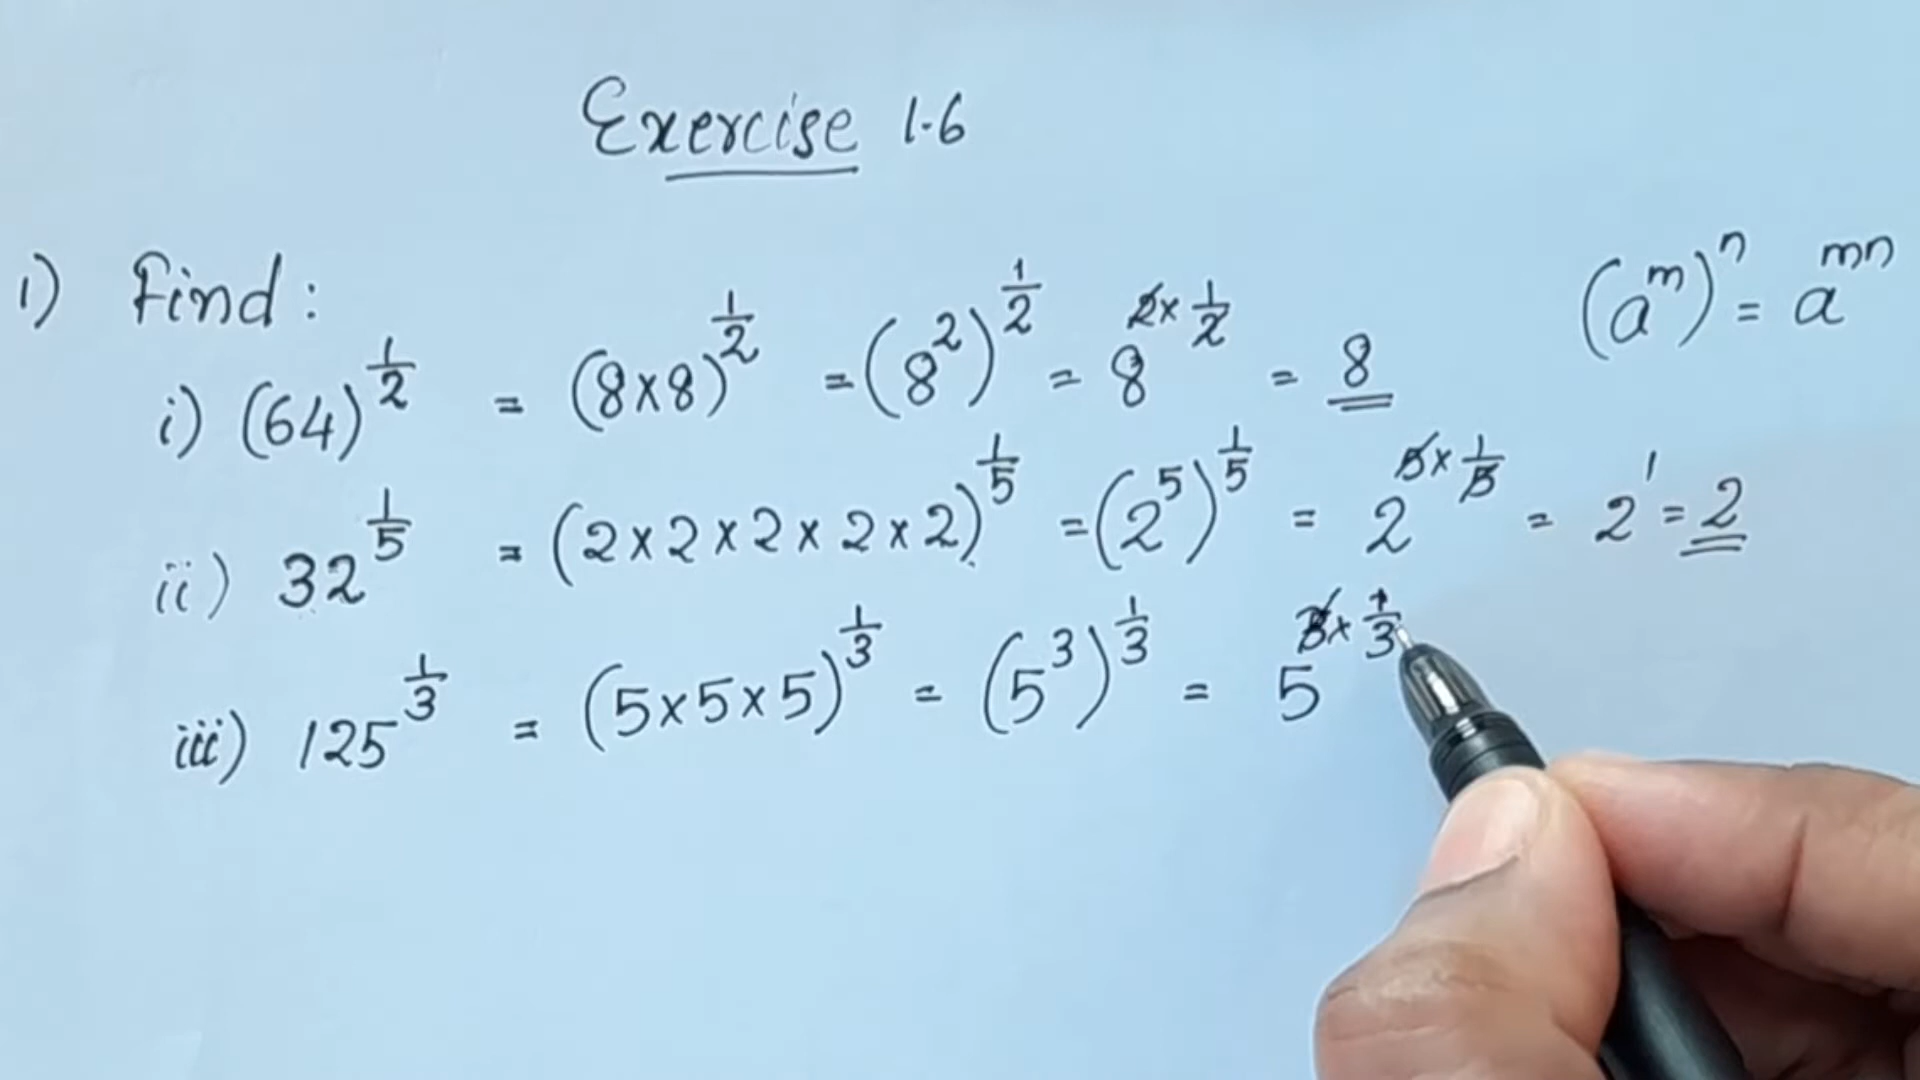 Exercise 1.6
1) Find :
(a^m)^n = a^mn
i) (64)^1/2 = (8×8)^1/2 = (8^2)^1/2 = 8^2×1/2 = 8
ii) 32^1/5 = (2×2×2×2×2)^1/5 = (2^5)^1/5 = 2^5×1/5 = 2^1 = 2
iii) 125^1/3 = (5×5×5)^1/3 = (5^3)^1/3 = 5^3×1/3